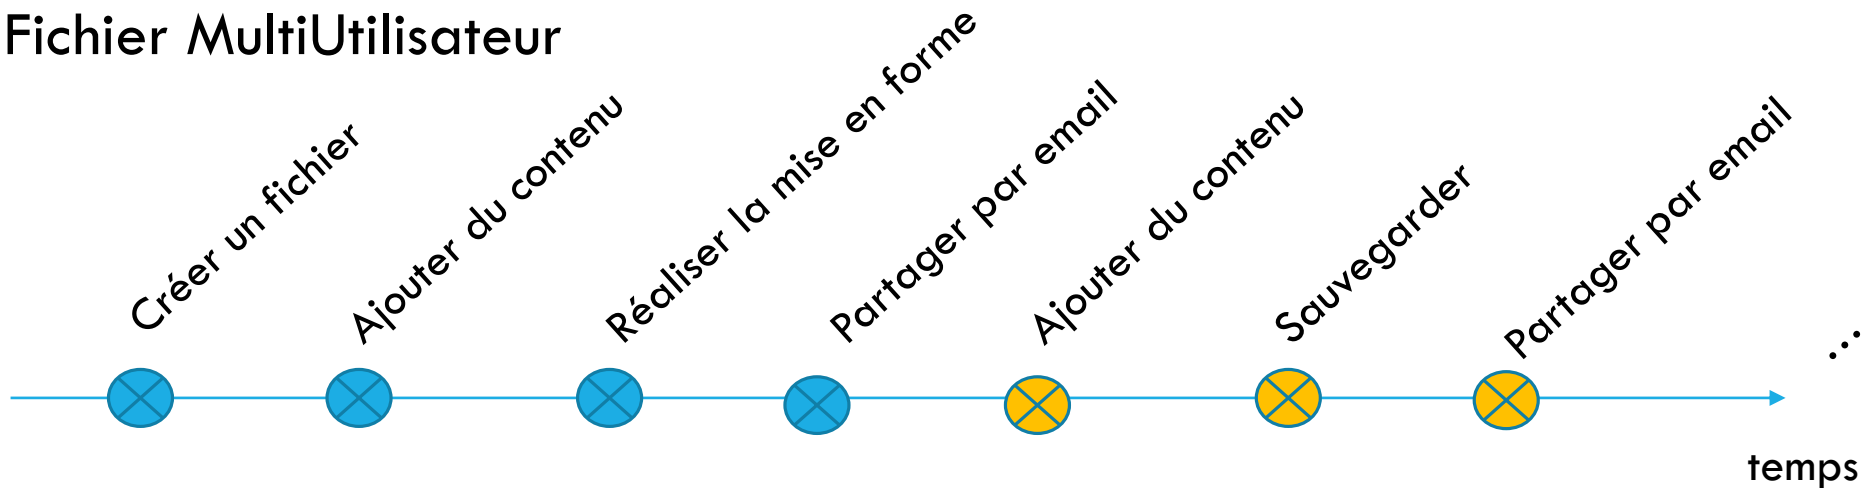 Fichier MultiUtilisateur
Créer un fichier
Ajouter du contenu
Réaliser la mise en forme
Partager par email
Ajouter du contenu
Sauvegarder
Partager par email
...
temps